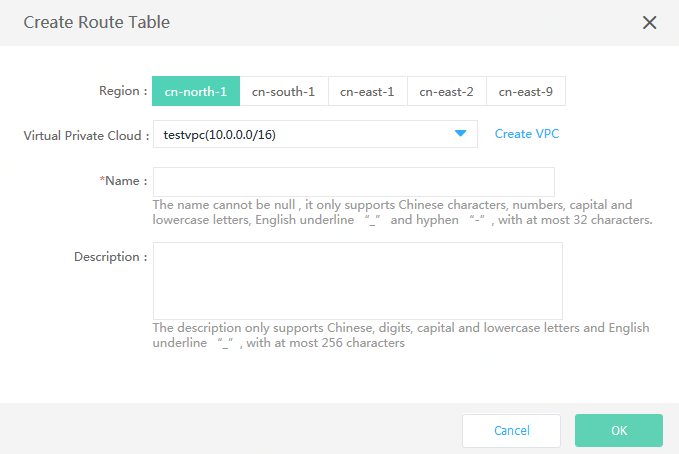 Create Route Table
Region : cn-north-1 cn-south-1 cn-east-1 cn-east-2 cn-east-9
Virtual Private Cloud : testvpc(10.0.0.0/16) Create VPC
*Name :
The name cannot be null , it only supports Chinese characters, numbers, capital and
lowercase letters, English underline “_” and hyphen “-” , with at most 32 characters.
Description :
The description only supports Chinese, digits, capital and lowercase letters and English
underline “_” , with at most 256 characters
Cancel OK